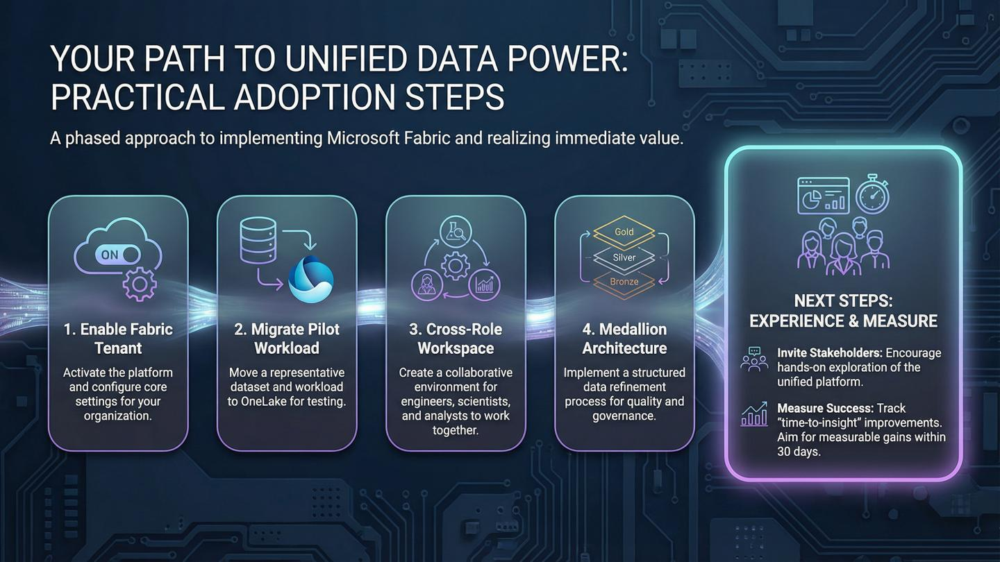 YOUR PATH TO UNIFIED DATA POWER:
PRACTICAL ADOPTION STEPS
A phased approach to implementing Microsoft Fabric and realizing immediate value.
ON
1. Enable Fabric
Tenant
Activate the platform
and configure core
settings for your
organization.
2. Migrate Pilot
Workload
Move a representative
dataset and workload
to OneLake for testing.
3. Cross-Role
Workspace
Create a collaborative
environment for
engineers, scientists,
and analysts to work
together.
Gold
Silver
Bronze
4. Medallion
Architecture
Implement a structured
data refinement
process for quality and
governance.
NEXT STEPS:
EXPERIENCE & MEASURE
Invite Stakeholders: Encourage
hands-on exploration of the
unified platform.
Measure Success: Track
“time-to-insight” improvements.
Aim for measurable gains within
30 days.